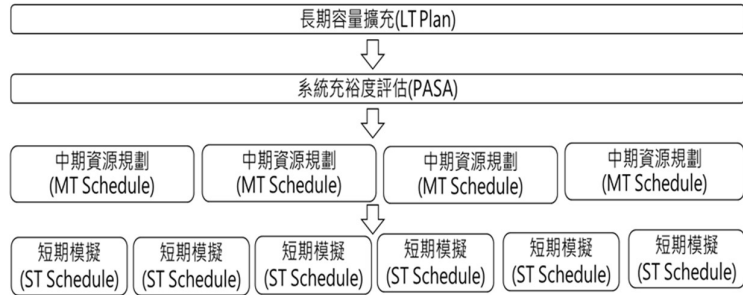 長期容量擴充(LT Plan)
系統充裕度評估(PASA)
中期資源規劃
(MT Schedule)
中期資源規劃
(MT Schedule)
中期資源規劃
(MT Schedule)
中期資源規劃
(MT Schedule)
短期模擬
(ST Schedule)
短期模擬
(ST Schedule)
短期模擬
(ST Schedule)
短期模擬
(ST Schedule)
短期模擬
(ST Schedule)
短期模擬
(ST Schedule)